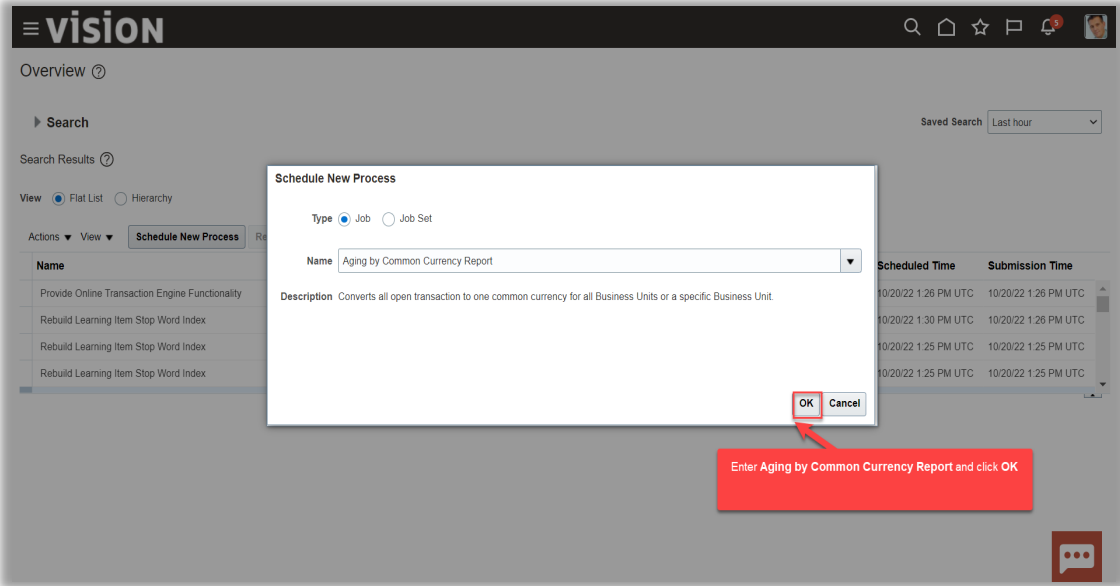 vision
5
Overview ?
Search
Saved Search Last hour
Search Results ?
View Flat List Hierarchy
Actions View Schedule New Process Re
Name Scheduled Time Submission Time
Provide Online Transaction Engine Functionality 10/20/22 1:26 PM UTC 10/20/22 1:26 PM UTC
Rebuild Learning Item Stop Word Index 10/20/22 1:30 PM UTC 10/20/22 1:25 PM UTC
Rebuild Learning Item Stop Word Index 10/20/22 1:25 PM UTC 10/20/22 1:25 PM UTC
Rebuild Learning Item Stop Word Index 10/20/22 1:25 PM UTC 10/20/22 1:25 PM UTC
Schedule New Process
Type Job Job Set
Name Aging by Common Currency Report
Description Converts all open transaction to one common currency for all Business Units or a specific Business Unit.
OK Cancel
Enter Aging by Common Currency Report and click OK